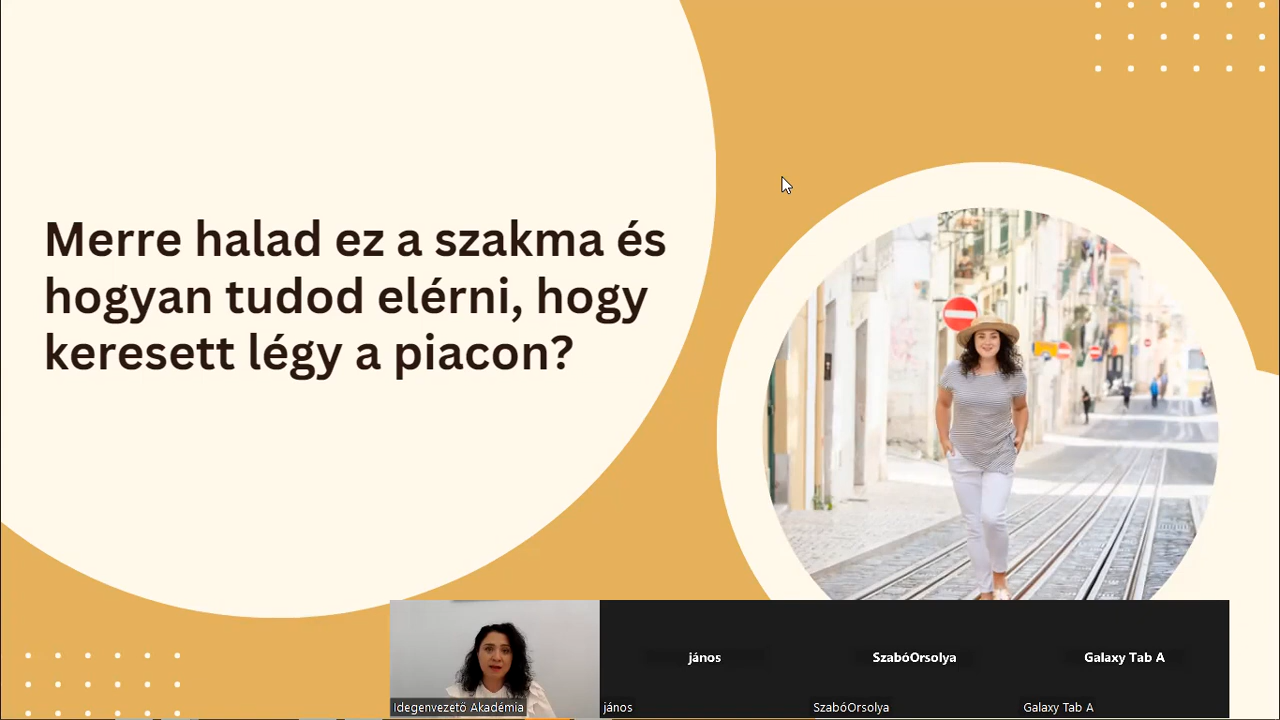 Merre halad ez a szakma és
hogyan tudod elérni, hogy
keresett légy a piacon?
Idegenvezető Akadémia
jános
jános
SzabóOrsolya
SzabóOrsolya
Galaxy Tab A
Galaxy Tab A